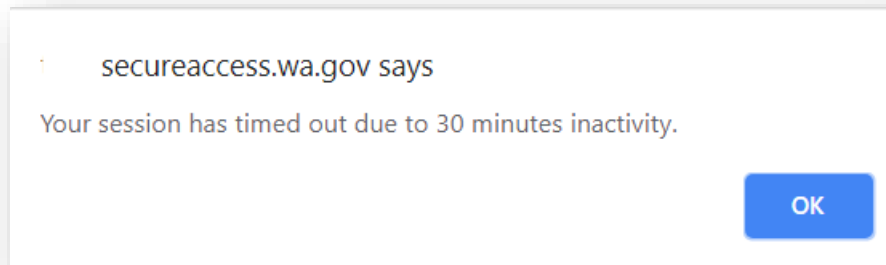 secureaccess.wa.gov says
Your session has timed out due to 30 minutes inactivity.
OK